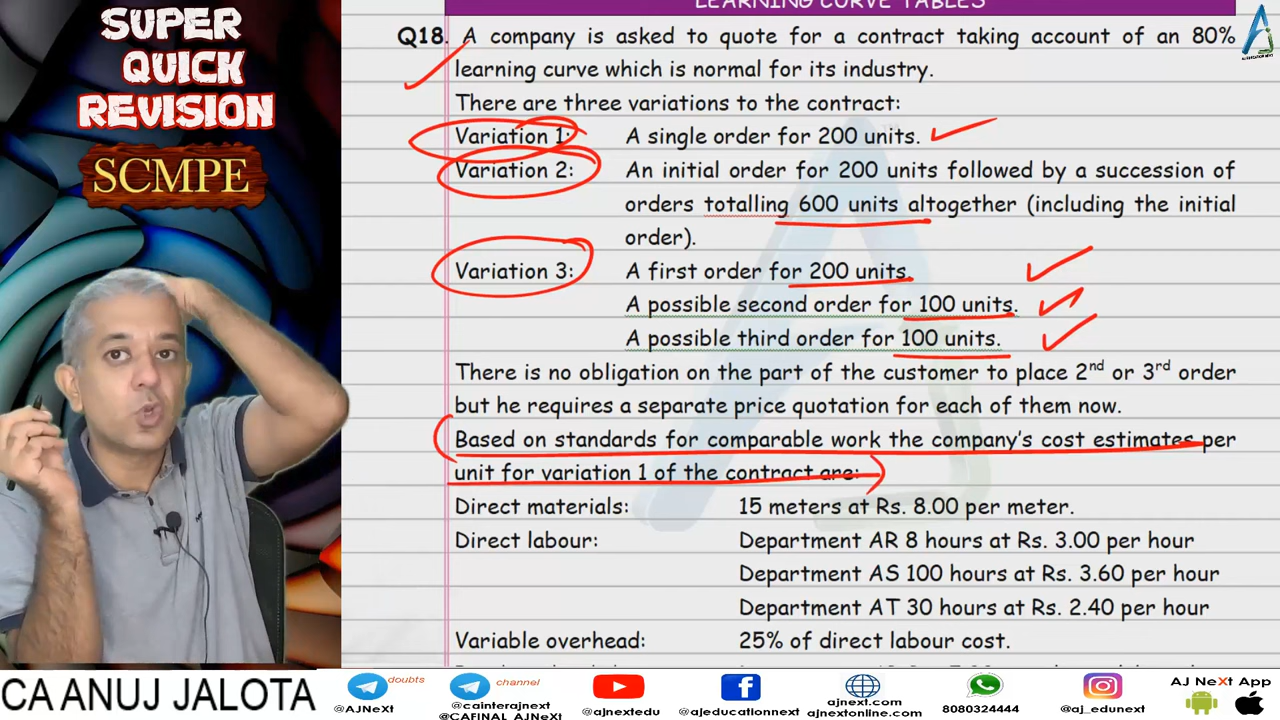 SUPER
QUICK
REVISION
SCMPE
LEARNING CURVE TABLES
Q18. A company is asked to quote for a contract taking account of an 80%
learning curve which is normal for its industry.
There are three variations to the contract:
Variation 1: A single order for 200 units.
Variation 2: An initial order for 200 units followed by a succession of
orders totalling 600 units altogether (including the initial
order).
Variation 3: A first order for 200 units.
A possible second order for 100 units.
A possible third order for 100 units.
There is no obligation on the part of the customer to place 2nd or 3rd order
but he requires a separate price quotation for each of them now.
Based on standards for comparable work the company's cost estimates per
unit for variation 1 of the contract are:
Direct materials: 15 meters at Rs. 8.00 per meter.
Direct labour: Department AR 8 hours at Rs. 3.00 per hour
Department AS 100 hours at Rs. 3.60 per hour
Department AT 30 hours at Rs. 2.40 per hour
Variable overhead: 25% of direct labour cost.
CA ANUJ JALOTA
doubts
@AJNeXt
channel
@cainterajnext
@CAFINAL_AJNeXt
@ajnextedu
@ajeducationnext
ajnext.com
ajnextonline.com
8080324444
@aj_edunext
AJ NeXt App